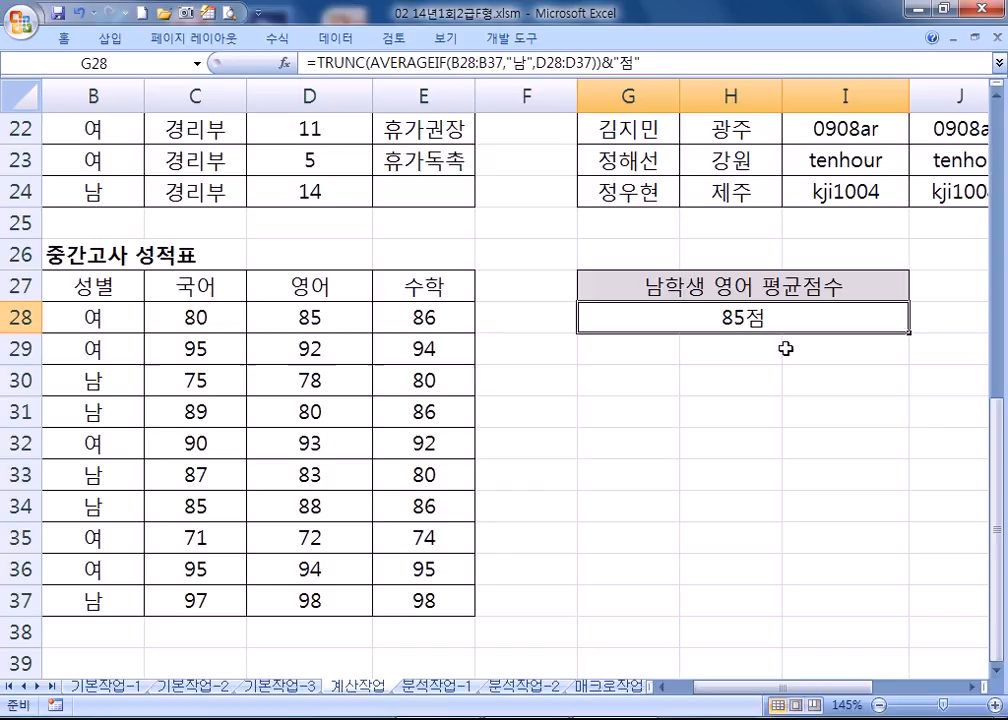 02 14년1회2급F형.xlsm - Microsoft Excel
홈 삽입 페이지 레이아웃 수식 데이터 검토 보기 개발 도구
G28 fx =TRUNC(AVERAGEIF(B28:B37,"남",D28:D37))&"점"
B C D E F G H I J
22 여 경리부 11 휴가권장 김지민 광주 0908ar 0908a
23 여 경리부 5 휴가독촉 정해선 강원 tenhour tenho
24 남 경리부 14 정우현 제주 kji1004 kji100
25
26 중간고사 성적표
27 성별 국어 영어 수학 남학생 영어 평균점수
28 여 80 85 86 85점
29 여 95 92 94
30 남 75 78 80
31 남 89 80 86
32 여 90 93 92
33 남 87 83 80
34 남 85 88 86
35 여 71 72 74
36 여 95 94 95
37 남 97 98 98
38
39
기본작업-1 기본작업-2 기본작업-3 계산작업 분석작업-1 분석작업-2 매크로작업
준비 145%